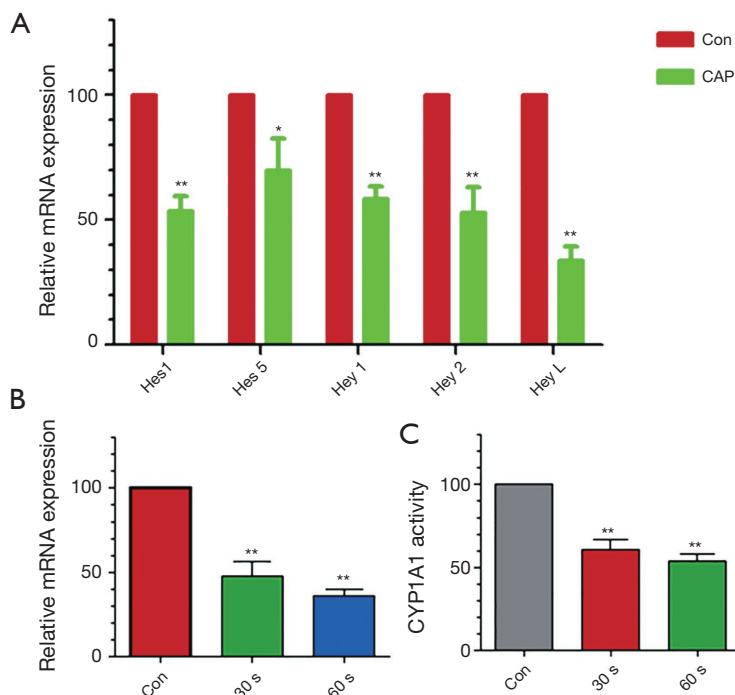 A
Relative mRNA expression
100
50
0
**
*
**
**
**
Hes1
Hes 5
Hey 1
Hey 2
Hey L
Con
CAP
B
Relative mRNA expression
100
50
0
**
**
Con
30 s
60 s
C
CYP1A1 activity
100
50
0
**
**
Con
30 s
60 s